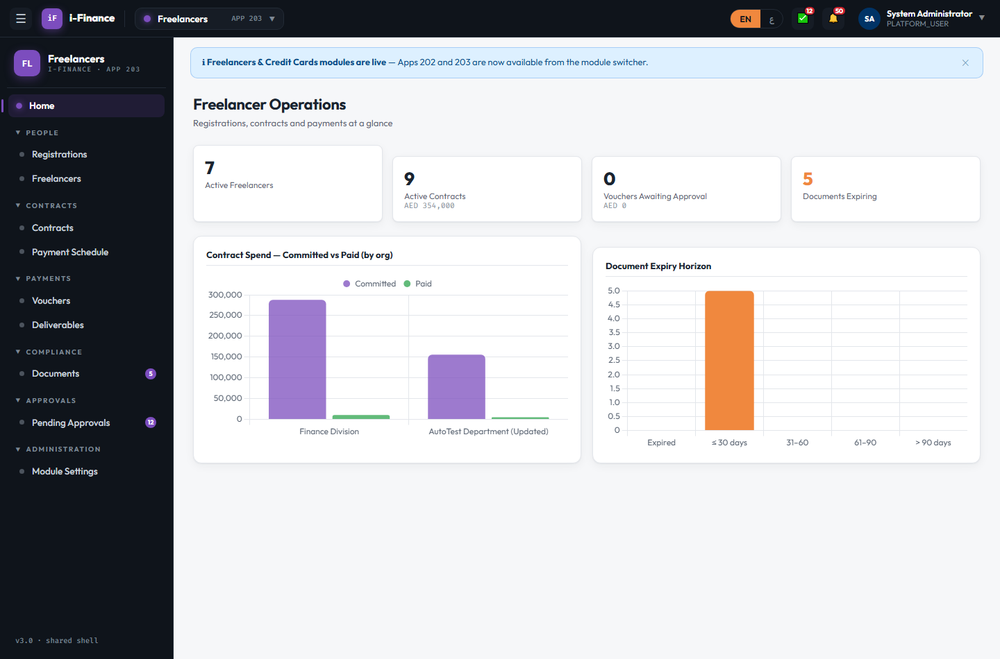 ☰ iF i-Finance Freelancers APP 203 ▼ EN ع 12 50 SA System Administrator ▼
PLATFORM_USER
FL Freelancers
I-FINANCE · APP 203
Home
▼ PEOPLE
Registrations
Freelancers
▼ CONTRACTS
Contracts
Payment Schedule
▼ PAYMENTS
Vouchers
Deliverables
▼ COMPLIANCE
Documents 5
▼ APPROVALS
Pending Approvals 12
▼ ADMINISTRATION
Module Settings
v3.0 · shared shell
ℹ Freelancers & Credit Cards modules are live — Apps 202 and 203 are now available from the module switcher. ×
Freelancer Operations
Registrations, contracts and payments at a glance
7
Active Freelancers
9
Active Contracts
AED 354,000
0
Vouchers Awaiting Approval
AED 0
5
Documents Expiring
Contract Spend — Committed vs Paid (by org)
Committed Paid
300,000
250,000
200,000
150,000
100,000
50,000
0
Finance Division AutoTest Department (Updated)
Document Expiry Horizon
5.0
4.5
4.0
3.5
3.0
2.5
2.0
1.5
1.0
0.5
0
Expired ≤ 30 days 31–60 61–90 > 90 days